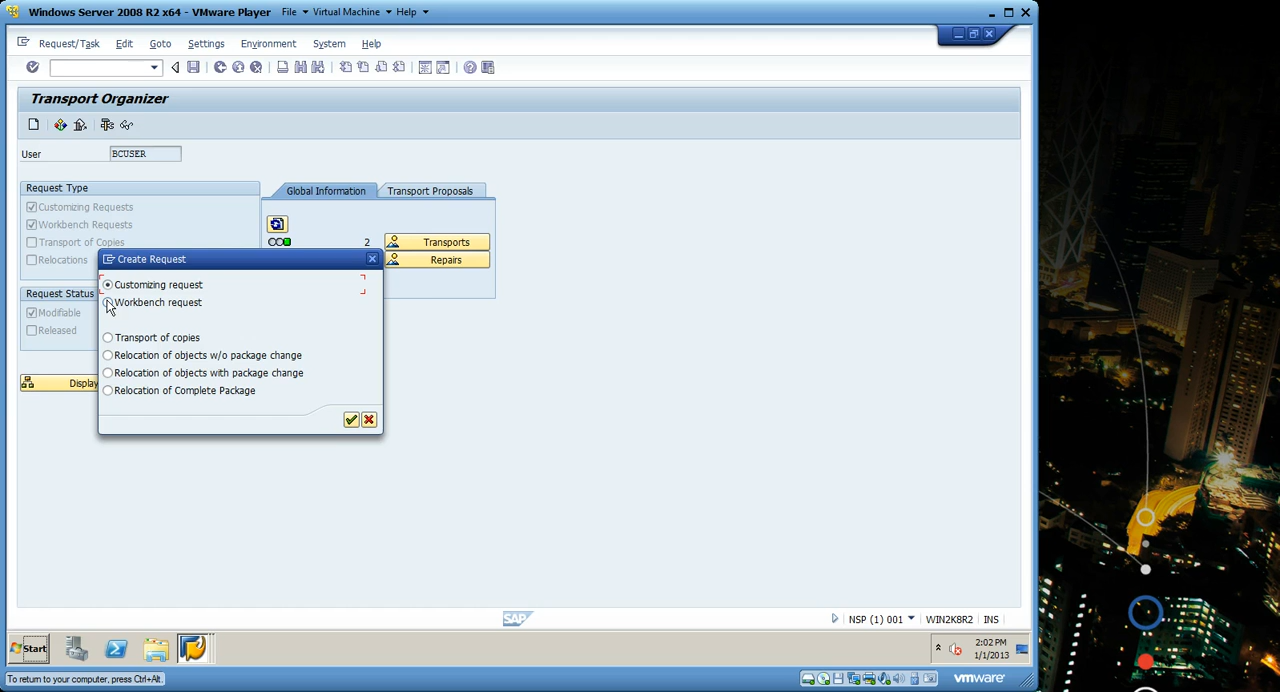 Windows Server 2008 R2 x64 - VMware Player File Virtual Machine Help
Request/Task Edit Goto Settings Environment System Help
Transport Organizer
User BCUSER
Request Type
Customizing Requests
Workbench Requests
Transport of Copies
Relocations
Global Information Transport Proposals
2 Transports
Repairs
Request Status
Modifiable
Released
Display
Create Request
Customizing request
Workbench request
Transport of copies
Relocation of objects w/o package change
Relocation of objects with package change
Relocation of Complete Package
SAP NSP (1) 001 WIN2K8R2 INS
Start 2:02 PM
1/1/2013
To return to your computer, press Ctrl+Alt. vmware